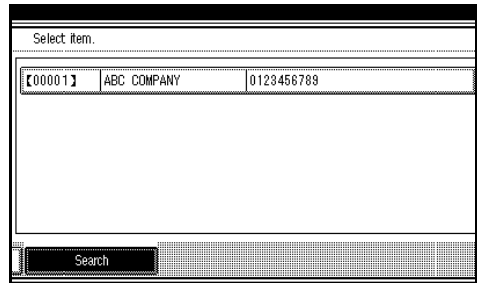 Select item.
【00001】 ABC COMPANY 0123456789
Search